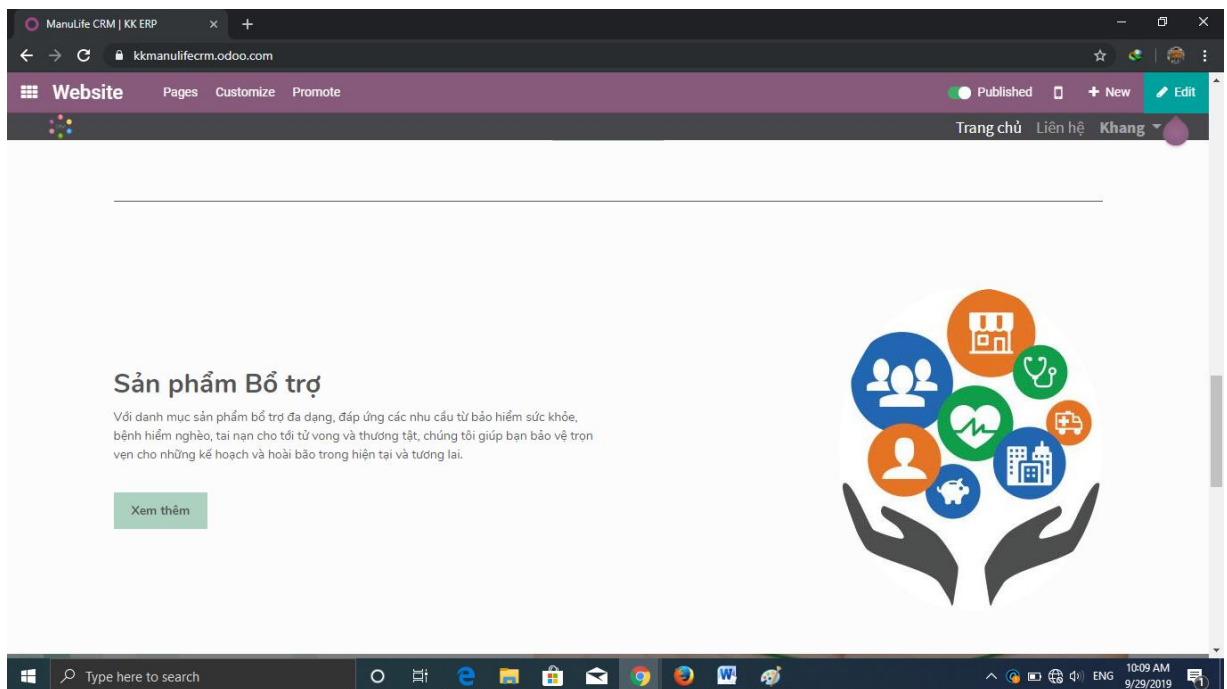 ManuLife CRM | KK ERP
kkmanulifecrm.odoo.com
Website Pages Customize Promote Published New Edit
Trang chủ Liên hệ Khang
Sản phẩm Bổ trợ
Với danh mục sản phẩm bổ trợ đa dạng, đáp ứng các nhu cầu từ bảo hiểm sức khỏe,
bệnh hiểm nghèo, tai nạn cho tới tử vong và thương tật, chúng tôi giúp bạn bảo vệ trọn
vẹn cho những kế hoạch và hoài bão trong hiện tại và tương lai.
Xem thêm
Type here to search
ENG
10:09 AM
9/29/2019